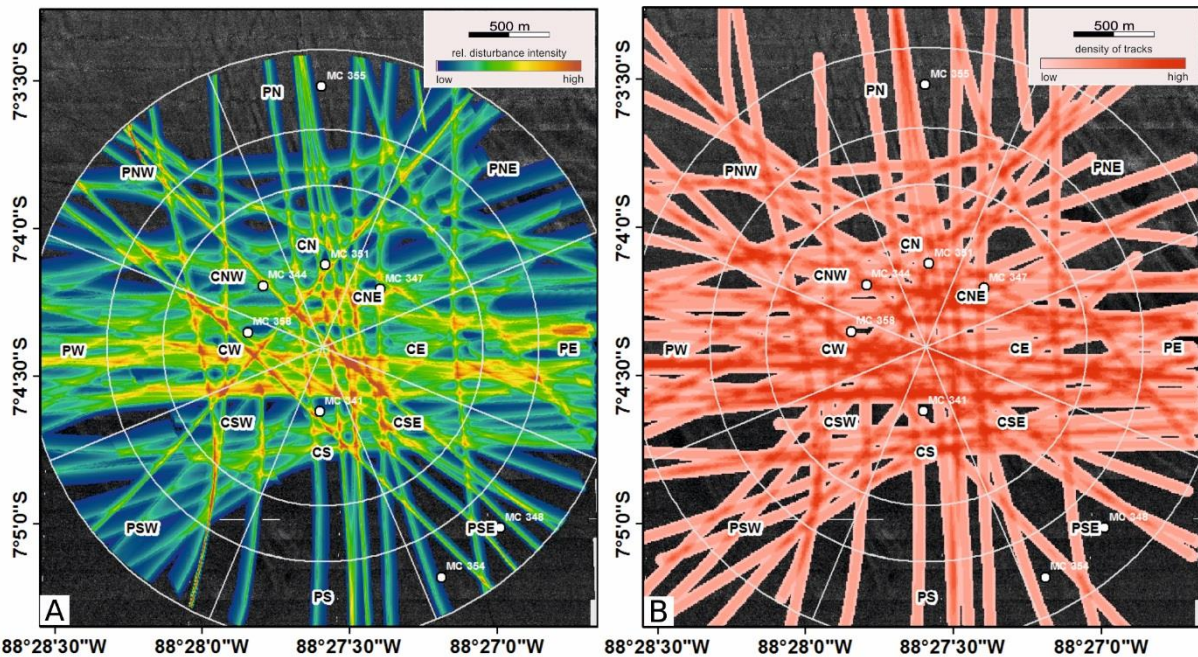 500 m
rel. disturbance intensity
low high
MC 355
PN
PNW
PNE
CN
MC 351
CNW
MC 344
MC 347
CNE
MC 358
PW
CW
CE
PE
MC 341
CSW
CSE
CS
PSW
PSE
MC 348
MC 354
PS
A
7°3'30"S
7°4'0"S
7°4'30"S
7°5'0"S
88°28'30"W 88°28'0"W 88°27'30"W 88°27'0"W
500 m
density of tracks
low high
MC 355
PN
PNW
PNE
CN
MC 351
CNW
MC 344
MC 347
CNE
MC 358
PW
CW
CE
PE
MC 341
CSW
CSE
CS
PSW
PSE
MC 348
MC 354
PS
B
7°3'30"S
7°4'0"S
7°4'30"S
7°5'0"S
88°28'30"W 88°28'0"W 88°27'30"W 88°27'0"W